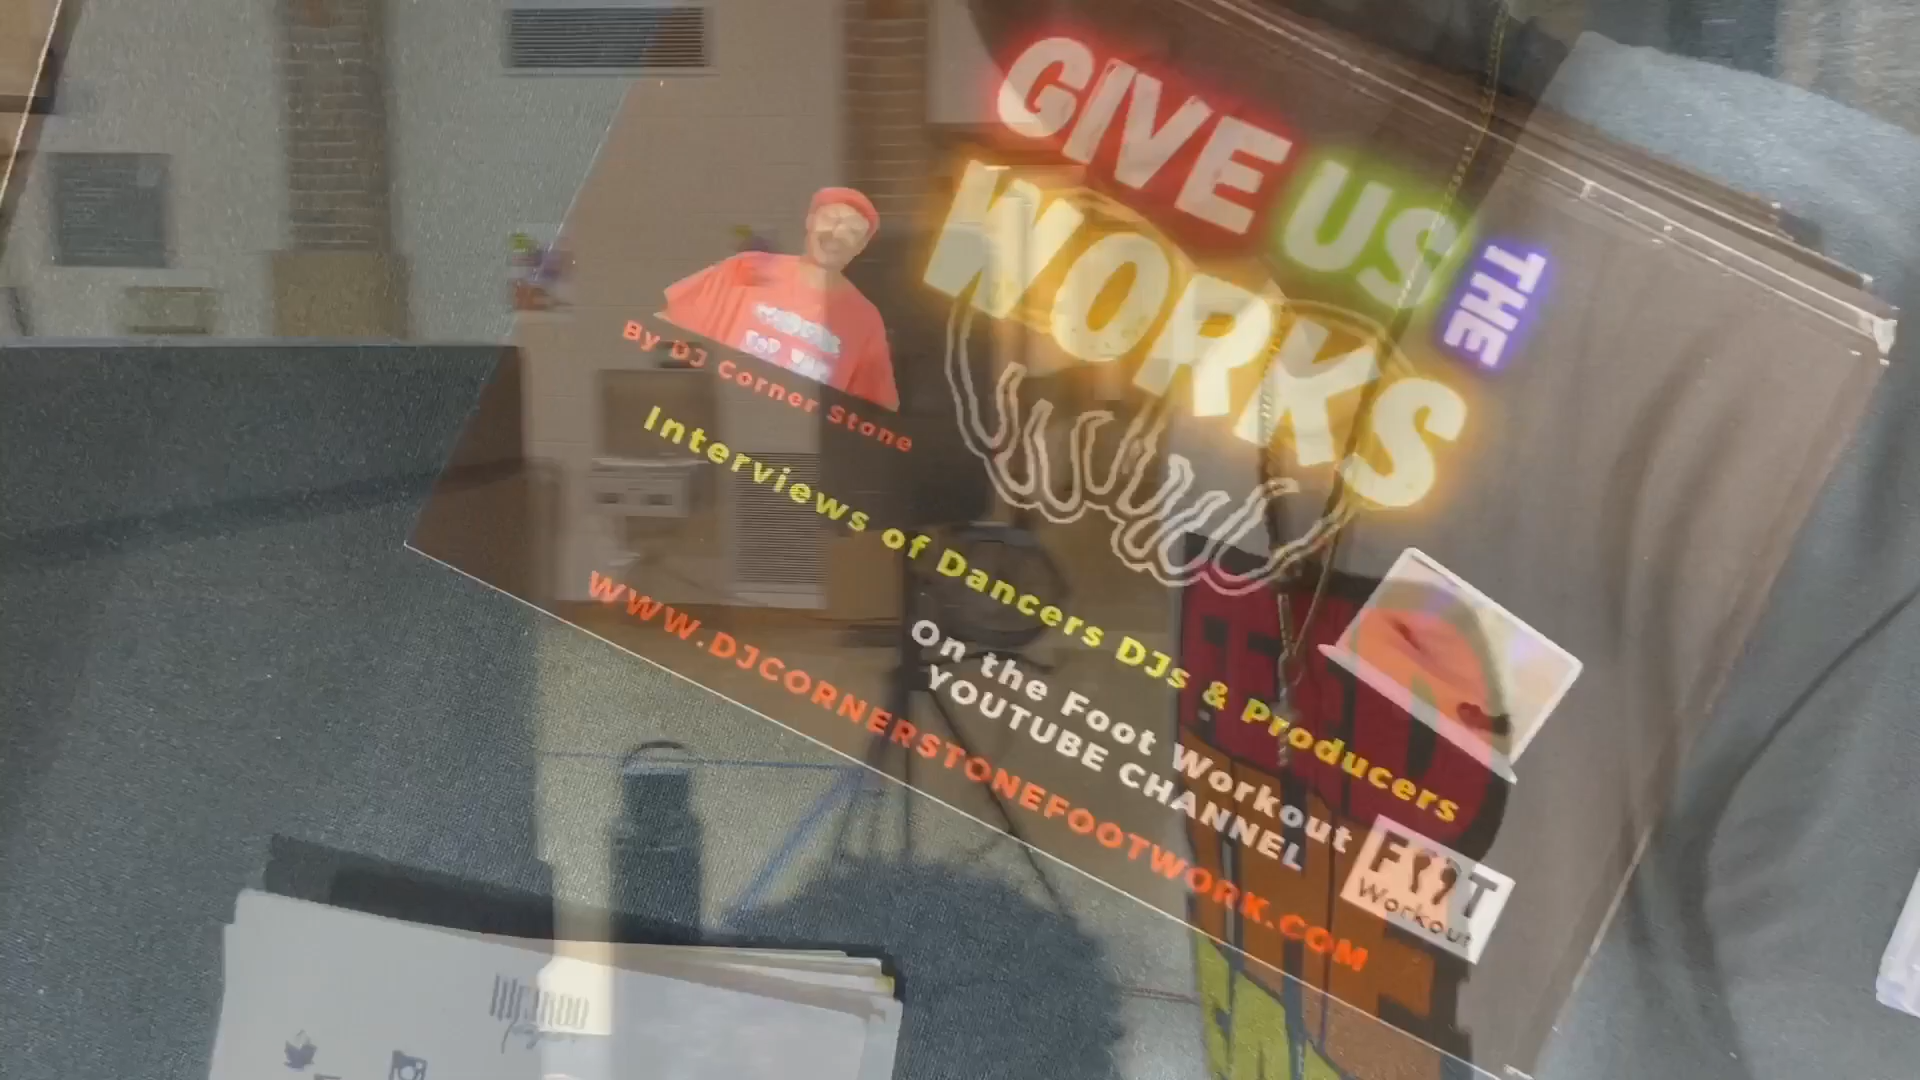 GIVE US
THE
WORKS
By DJ Corner Stone
Interviews of Dancers DJs & Producers
On the Foot Workout
YOUTUBE CHANNEL
WWW.DJCORNERSTONEFOOTWORK.COM
FOOT
Workout